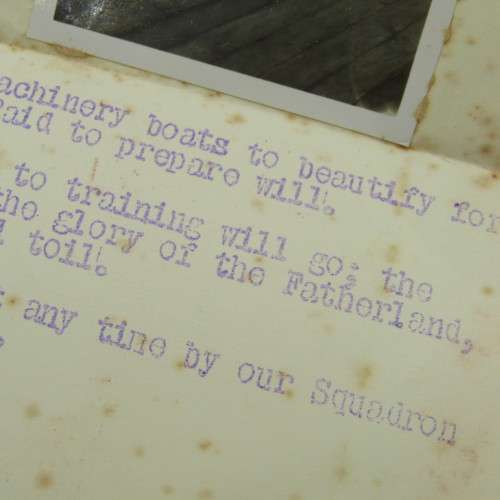 achinery boats to beautify for
aid to prepare will!
to training will go; the
the glory of the Fatherland,
toil!
any time by our Squadron